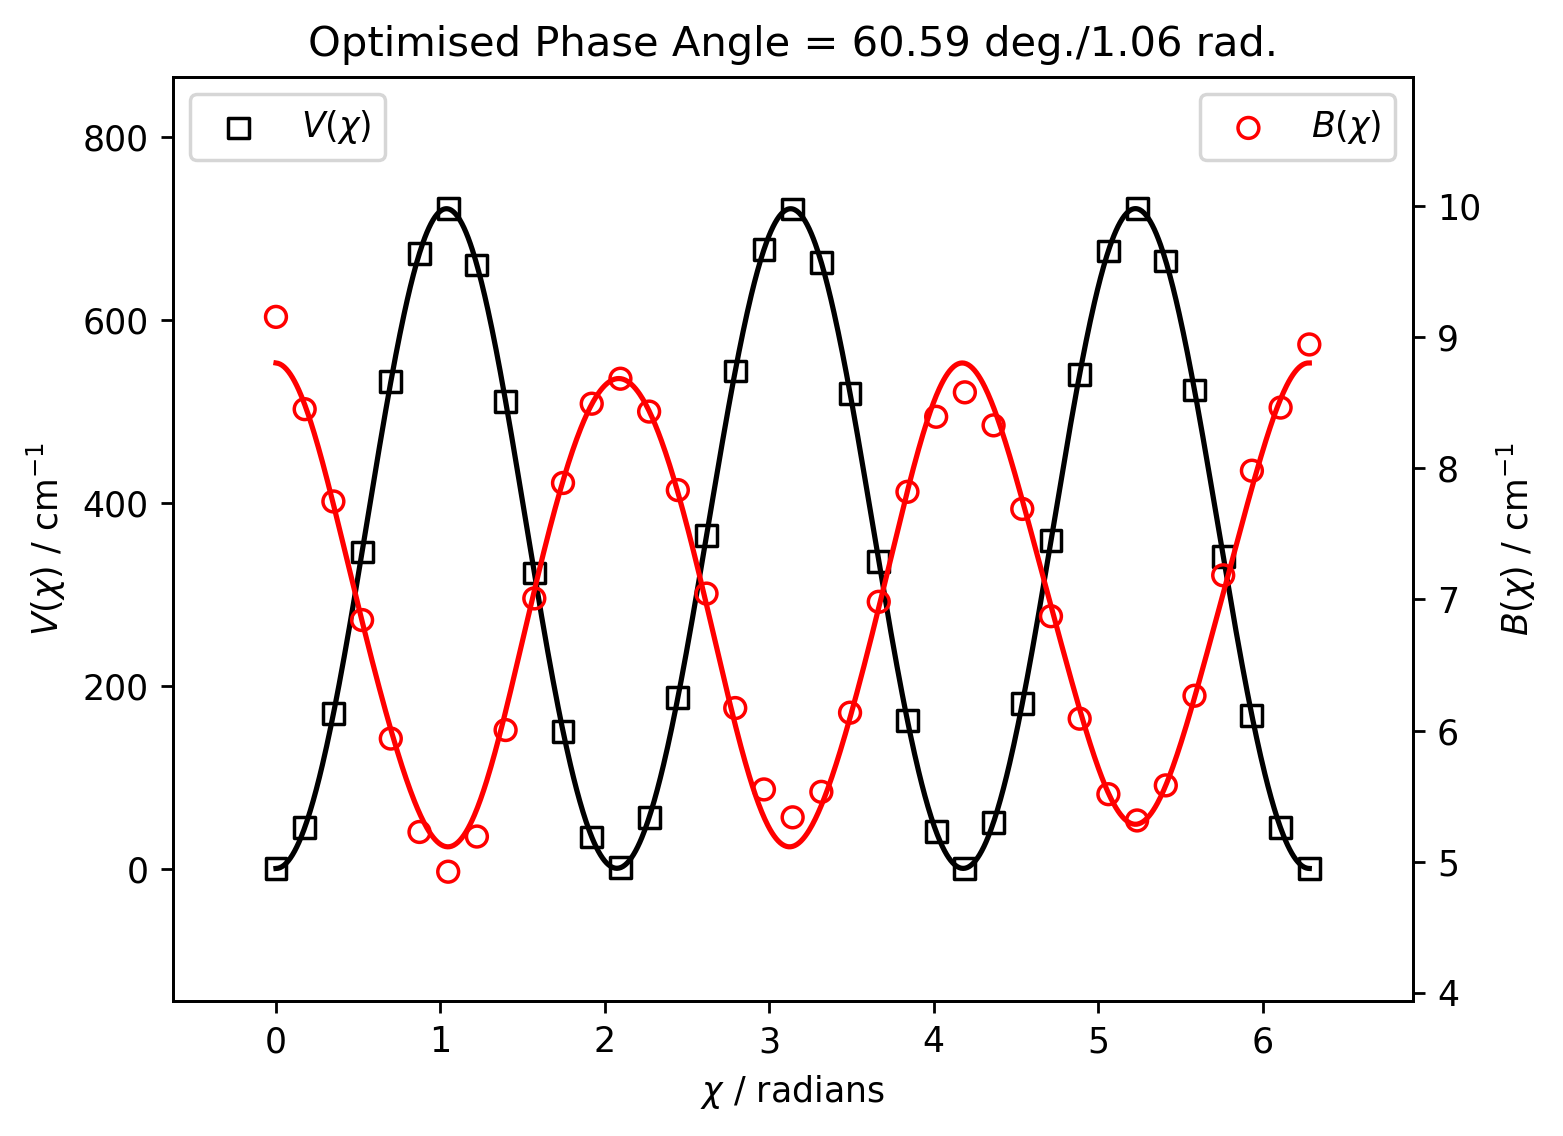 Optimised Phase Angle = 60.59 deg./1.06 rad.
V(χ)
B(χ)
800
600
400
200
0
10
9
8
7
6
5
4
V(χ) / cm⁻¹
B(χ) / cm⁻¹
0 1 2 3 4 5 6
χ / radians